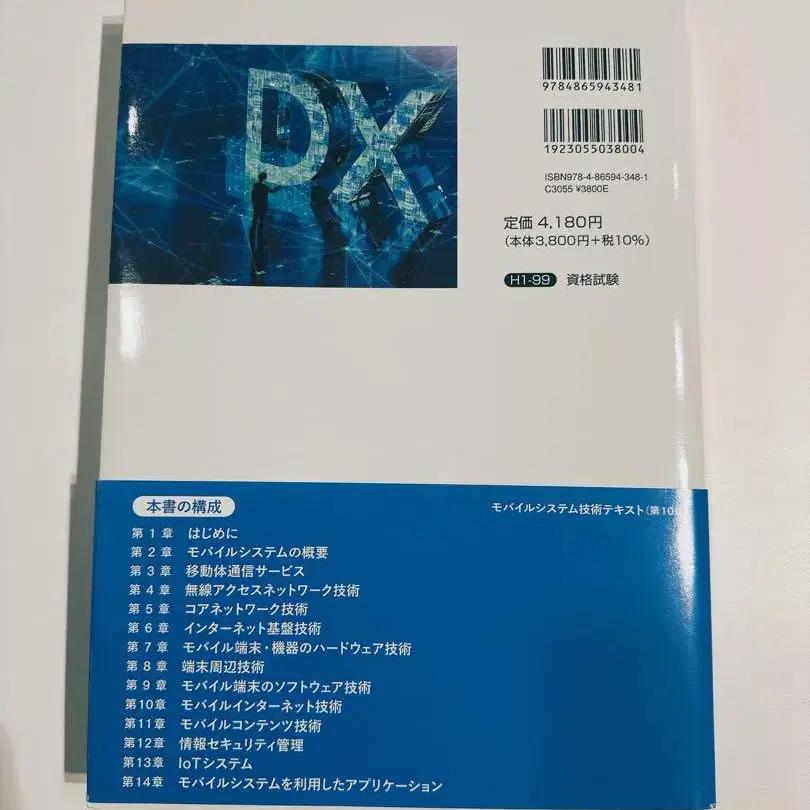 DX
9784865943481
1923055038004
ISBN978-4-86594-348-1
C3055 ¥3800E
定価 4,180円
(本体3,800円+税10%)
H1-99 資格試験
本書の構成
モバイルシステム技術テキスト(第10
第1章 はじめに
第2章 モバイルシステムの概要
第3章 移動体通信サービス
第4章 無線アクセスネットワーク技術
第5章 コアネットワーク技術
第6章 インターネット基盤技術
第7章 モバイル端末・機器のハードウェア技術
第8章 端末周辺技術
第9章 モバイル端末のソフトウェア技術
第10章 モバイルインターネット技術
第11章 モバイルコンテンツ技術
第12章 情報セキュリティ管理
第13章 IoTシステム
第14章 モバイルシステムを利用したアプリケーション